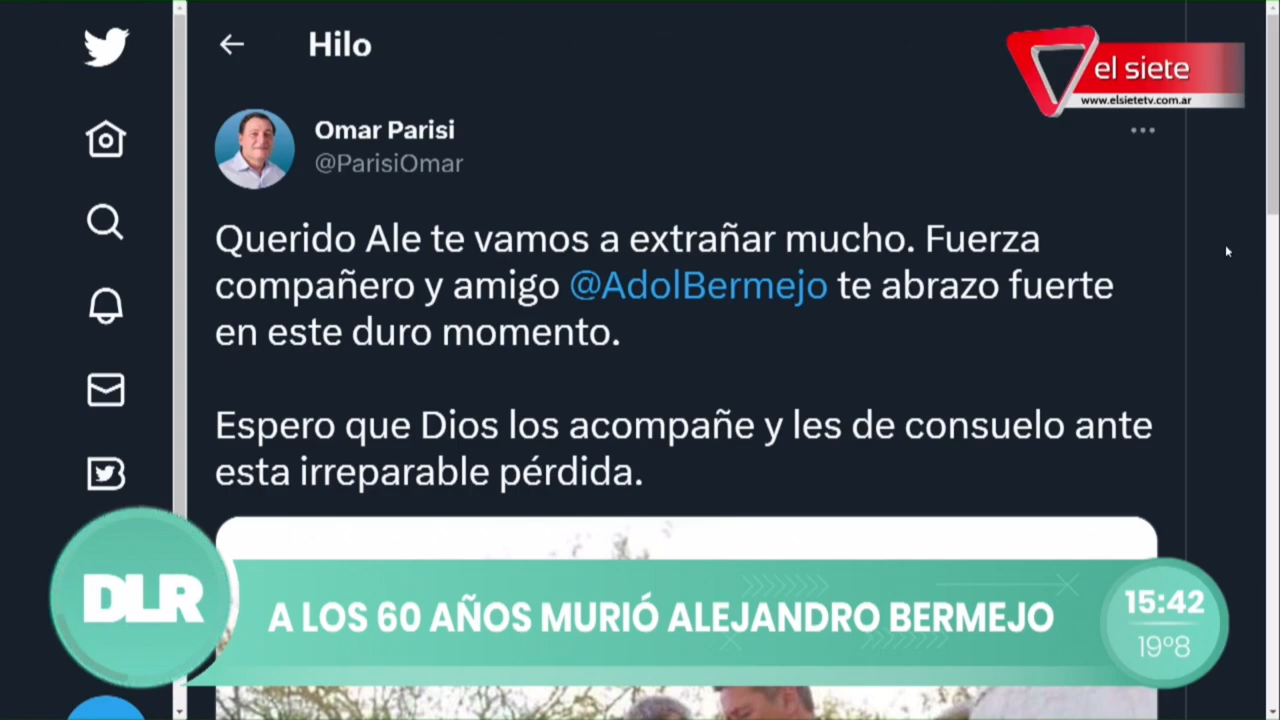 Hilo
el siete
www.elsietetv.com.ar
Omar Parisi
@ParisiOmar
Querido Ale te vamos a extrañar mucho. Fuerza
compañero y amigo @AdolBermejo te abrazo fuerte
en este duro momento.
Espero que Dios los acompañe y les de consuelo ante
esta irreparable pérdida.
DLR
A LOS 60 AÑOS MURIÓ ALEJANDRO BERMEJO
15:42
19º8